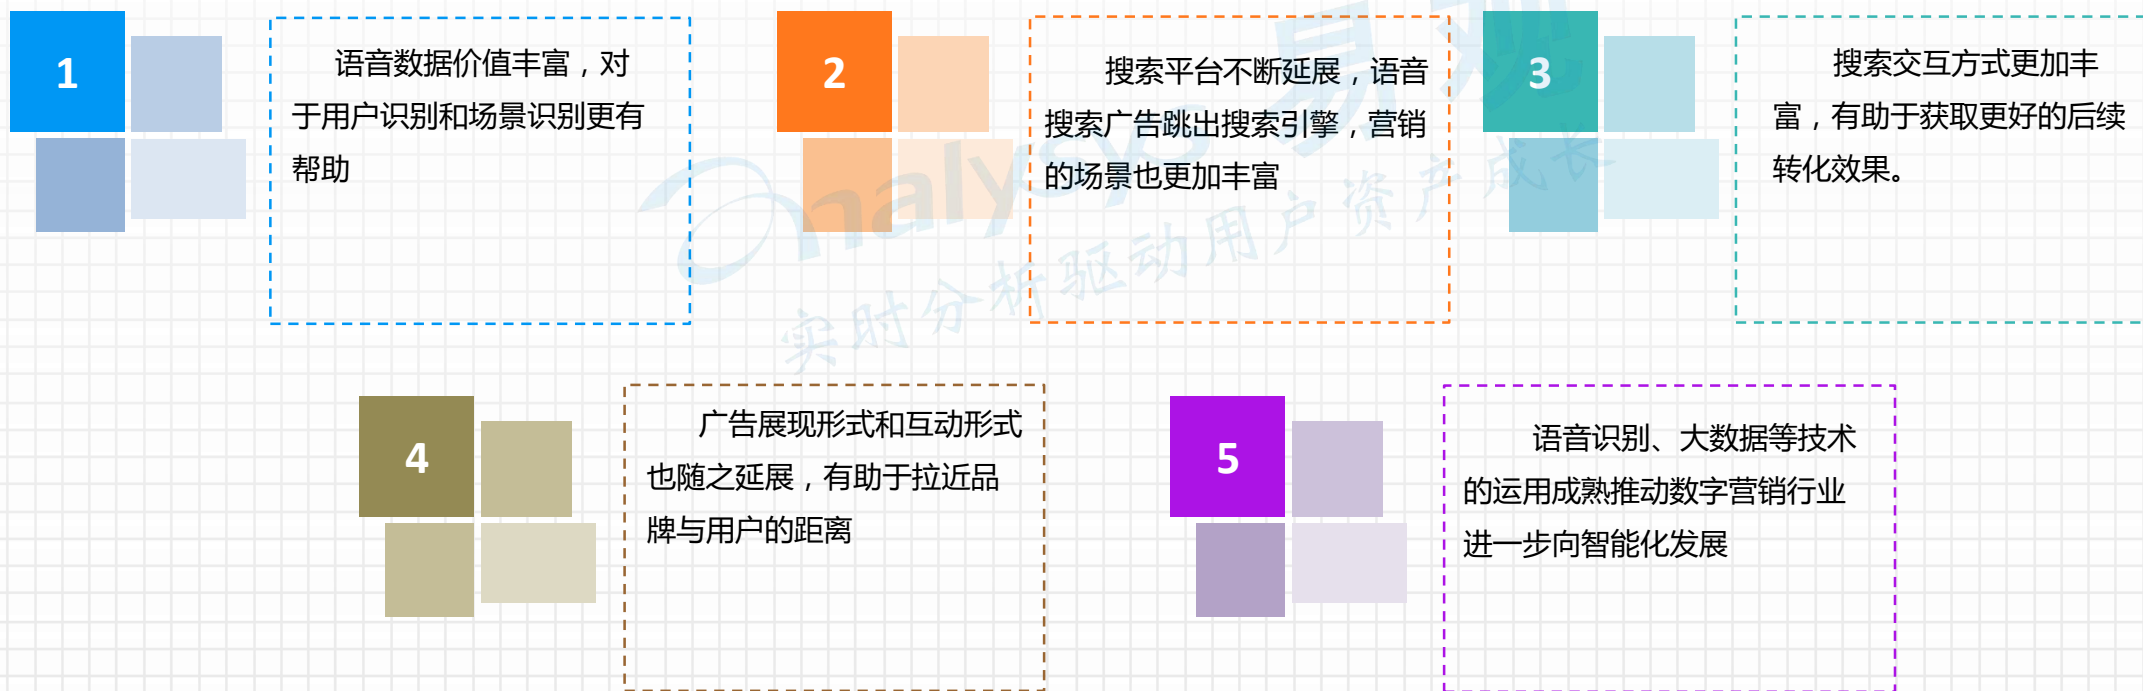 1
语音数据价值丰富，对
于用户识别和场景识别更有
帮助
2
搜索平台不断延展，语音
搜索广告跳出搜索引擎，营销
的场景也更加丰富
3
搜索交互方式更加丰
富，有助于获取更好的后续
转化效果。
4
广告展现形式和互动形式
也随之延展，有助于拉近品
牌与用户的距离
5
语音识别、大数据等技术
的运用成熟推动数字营销行业
进一步向智能化发展
analysys 易观
实时分析驱动用户资产成长